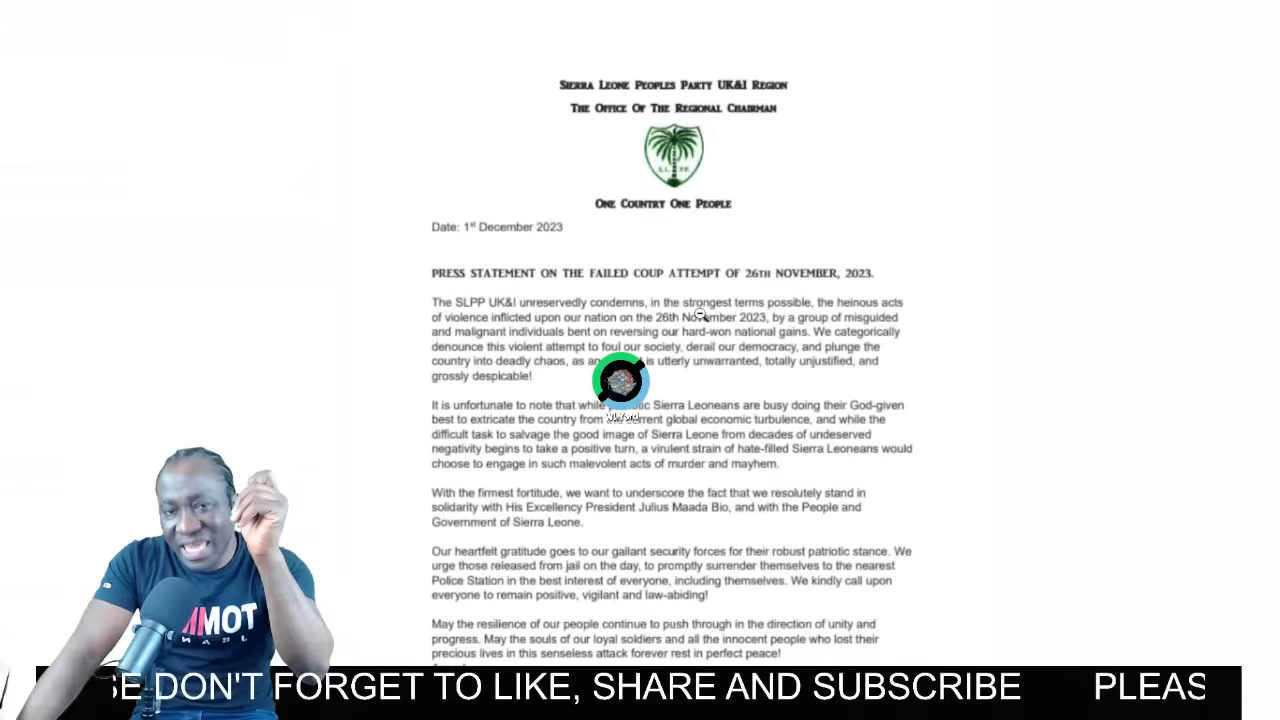 SIERRA LEONE PEOPLES PARTY UK&I REGION
THE OFFICE OF THE REGIONAL CHAIRMAN
ONE COUNTRY ONE PEOPLE
Date: 1st December 2023
PRESS STATEMENT ON THE FAILED COUP ATTEMPT OF 26TH NOVEMBER, 2023.
The SLPP UK&I unreservedly condemns, in the strongest terms possible, the heinous acts
of violence inflicted upon our nation on the 26th November 2023, by a group of misguided
and malignant individuals bent on reversing our hard-won national gains. We categorically
denounce this violent attempt to foul our society, derail our democracy, and plunge the
country into deadly chaos, as is utterly unwarranted, totally unjustified, and
grossly despicable!
It is unfortunate to note that while Sierra Leoneans are busy doing their God-given
best to extricate the country from current global economic turbulence, and while the
difficult task to salvage the good image of Sierra Leone from decades of undeserved
negativity begins to take a positive turn, a virulent strain of hate-filled Sierra Leoneans would
choose to engage in such malevolent acts of murder and mayhem.
With the firmest fortitude, we want to underscore the fact that we resolutely stand in
solidarity with His Excellency President Julius Maada Bio, and with the People and
Government of Sierra Leone.
Our heartfelt gratitude goes to our gallant security forces for their robust patriotic stance. We
urge those released from jail on the day, to promptly surrender themselves to the nearest
Police Station in the best interest of everyone, including themselves. We kindly call upon
everyone to remain positive, vigilant and law-abiding!
May the resilience of our people continue to push through in the direction of unity and
progress. May the souls of our loyal soldiers and all the innocent people who lost their
precious lives in this senseless attack forever rest in perfect peace!
MMOT
SE DON'T FORGET TO LIKE, SHARE AND SUBSCRIBE PLEAS